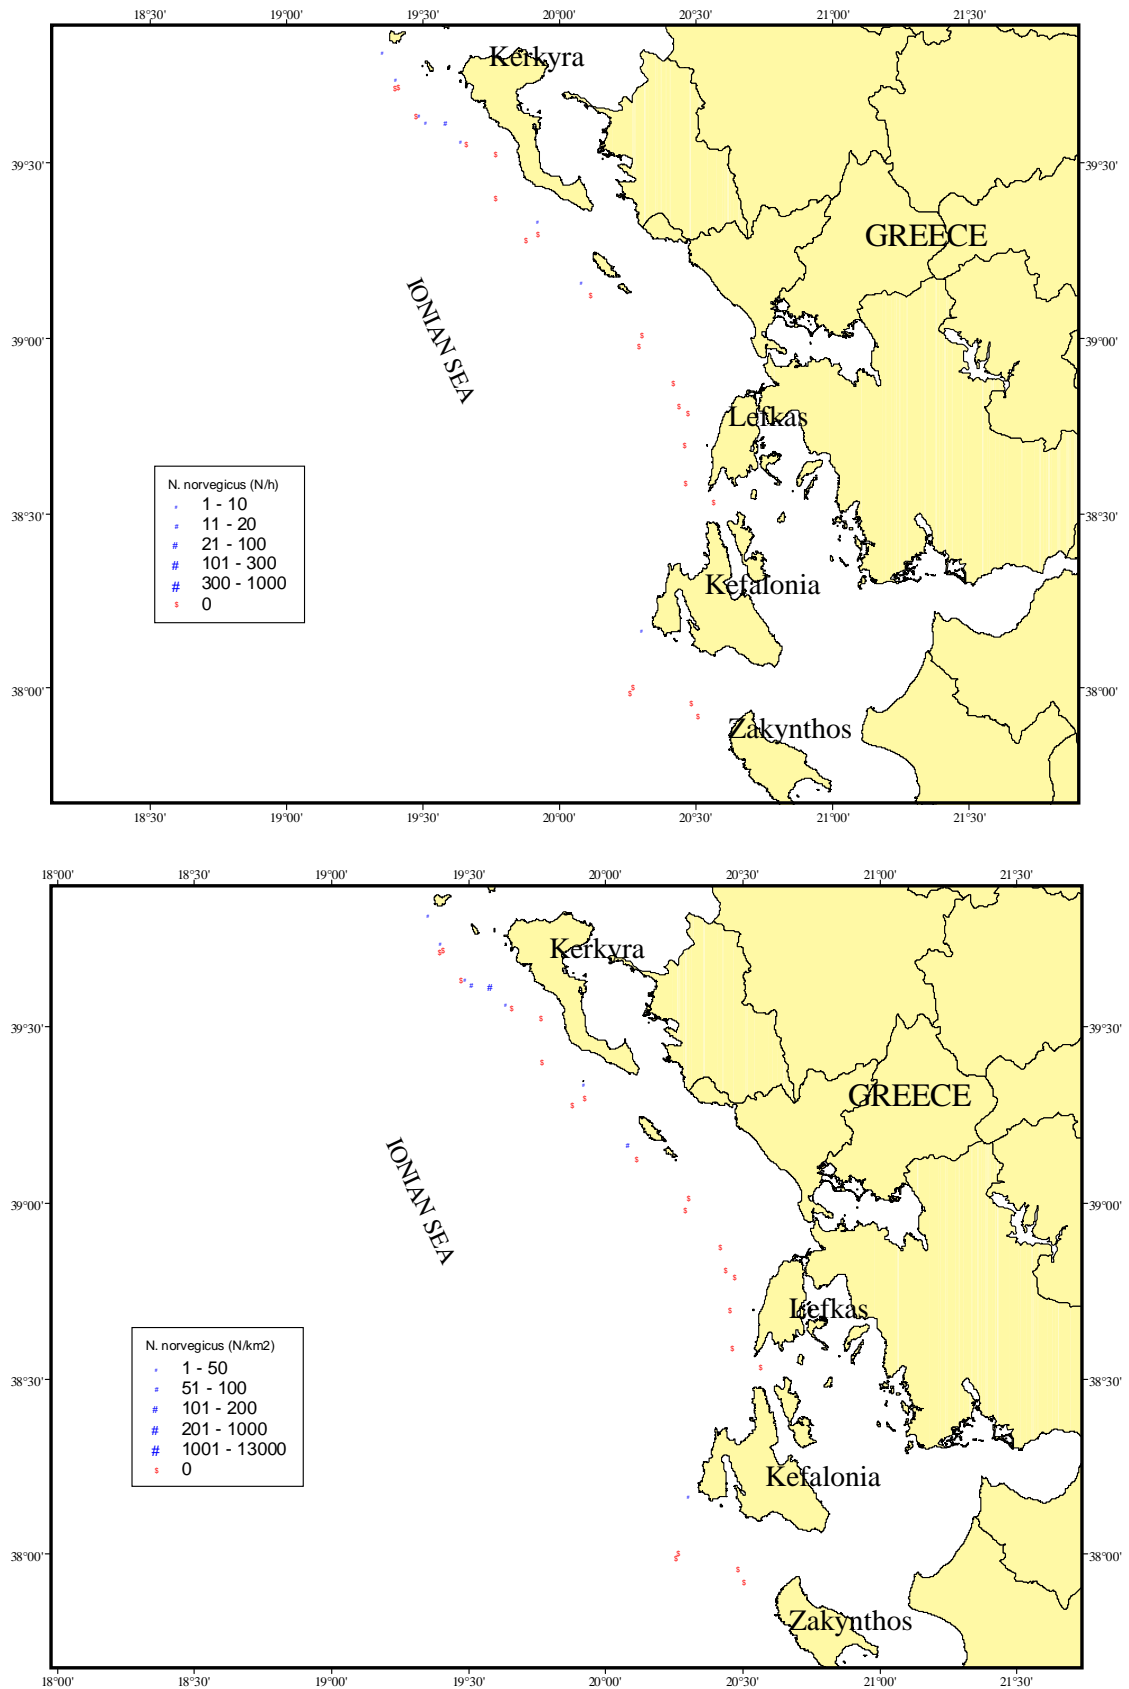 18°30' 19°00' 19°30' 20°00' 20°30' 21°00' 21°30'
Kerkyra
39°30' 39°30'
GREECE
IONIAN SEA
39°00' 39°00'
Lefkas
N. norvegicus (N/h)
# 1 - 10
# 11 - 20
# 21 - 100
# 101 - 300
# 300 - 1000
$ 0
38°30' 38°30'
Kefalonia
38°00' 38°00'
Zakynthos
18°30' 19°00' 19°30' 20°00' 20°30' 21°00' 21°30'
18°00' 18°30' 19°00' 19°30' 20°00' 20°30' 21°00' 21°30'
Kerkyra
39°30' 39°30'
GREECE
IONIAN SEA
39°00' 39°00'
Lefkas
N. norvegicus (N/km2)
# 1 - 50
# 51 - 100
# 101 - 200
# 201 - 1000
# 1001 - 13000
$ 0
38°30' 38°30'
Kefalonia
38°00' 38°00'
Zakynthos
18°00' 18°30' 19°00' 19°30' 20°00' 20°30' 21°00' 21°30'